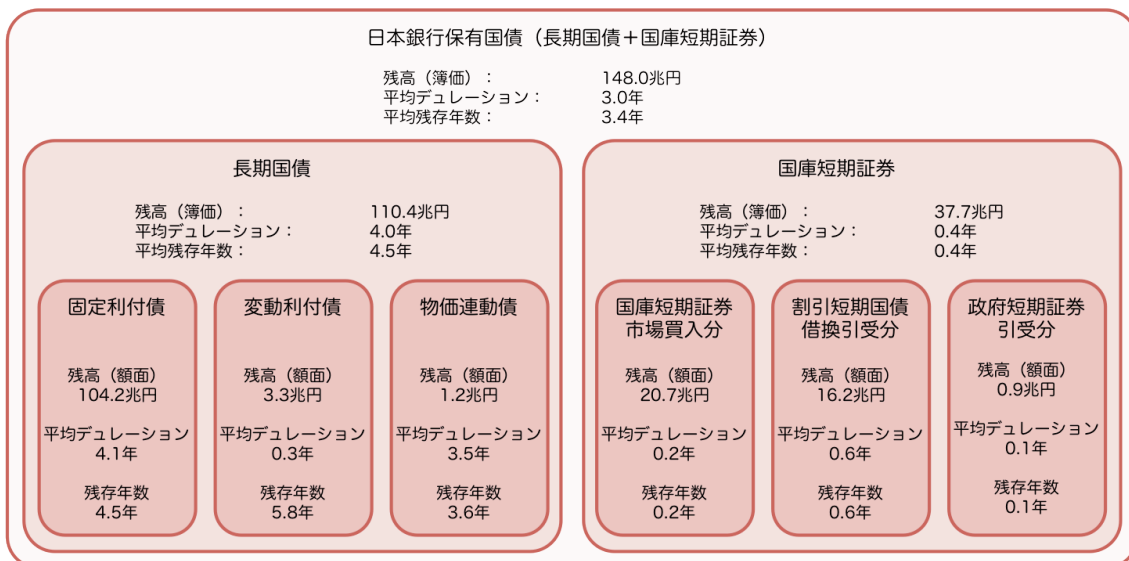 日本銀行保有国債（長期国債＋国庫短期証券）
残高（簿価）： 148.0兆円
平均デュレーション： 3.0年
平均残存年数： 3.4年
長期国債
残高（簿価）： 110.4兆円
平均デュレーション： 4.0年
平均残存年数： 4.5年
固定利付債
残高（額面）
104.2兆円
平均デュレーション
4.1年
残存年数
4.5年
変動利付債
残高（額面）
3.3兆円
平均デュレーション
0.3年
残存年数
5.8年
物価連動債
残高（額面）
1.2兆円
平均デュレーション
3.5年
残存年数
3.6年
国庫短期証券
残高（簿価）： 37.7兆円
平均デュレーション： 0.4年
平均残存年数： 0.4年
国庫短期証券
市場買入分
残高（額面）
20.7兆円
平均デュレーション
0.2年
残存年数
0.2年
割引短期国債
借換引受分
残高（額面）
16.2兆円
平均デュレーション
0.6年
残存年数
0.6年
政府短期証券
引受分
残高（額面）
0.9兆円
平均デュレーション
0.1年
残存年数
0.1年